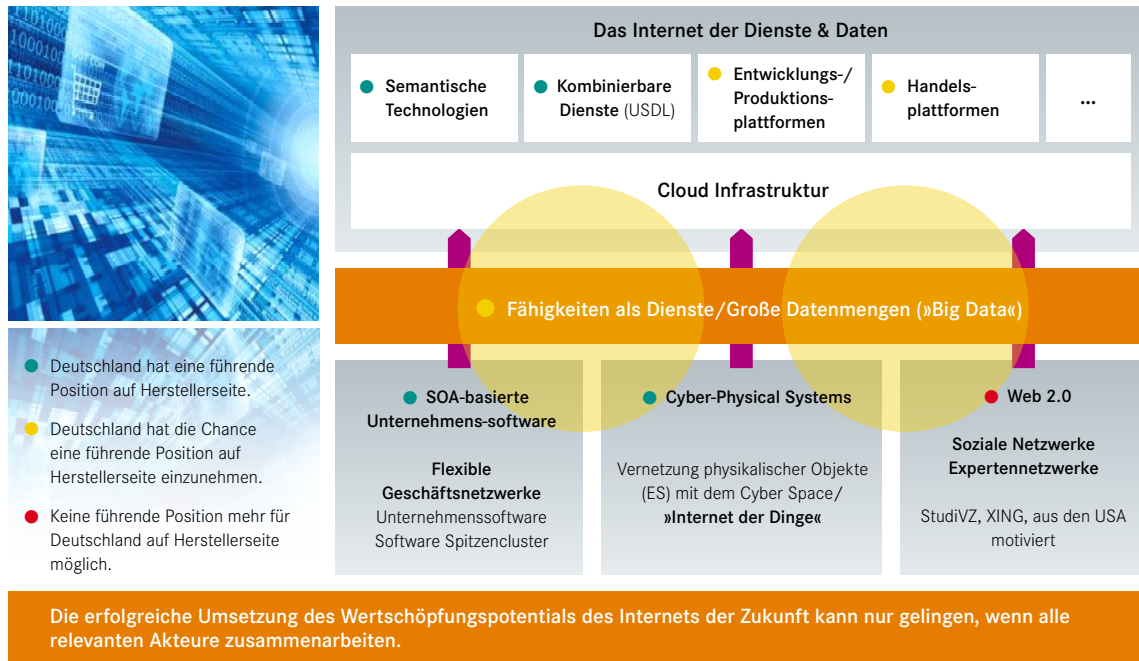 Das Internet der Dienste & Daten
Semantische
Technologien
Kombinierbare
Dienste (USDL)
Entwicklungs-/
Produktions-
plattformen
Handels-
plattformen
...
Cloud Infrastruktur
Fähigkeiten als Dienste/Große Datenmengen (»Big Data«)
Deutschland hat eine führende
Position auf Herstellerseite.
Deutschland hat die Chance
eine führende Position auf
Herstellerseite einzunehmen.
Keine führende Position mehr für
Deutschland auf Herstellerseite
möglich.
SOA-basierte
Unternehmens-software
Flexible
Geschäftsnetzwerke
Unternehmenssoftware
Software Spitzencluster
Cyber-Physical Systems
Vernetzung physikalischer Objekte
(ES) mit dem Cyber Space/
»Internet der Dinge«
Web 2.0
Soziale Netzwerke
Expertennetzwerke
StudiVZ, XING, aus den USA
motiviert
Die erfolgreiche Umsetzung des Wertschöpfungspotentials des Internets der Zukunft kann nur gelingen, wenn alle
relevanten Akteure zusammenarbeiten.